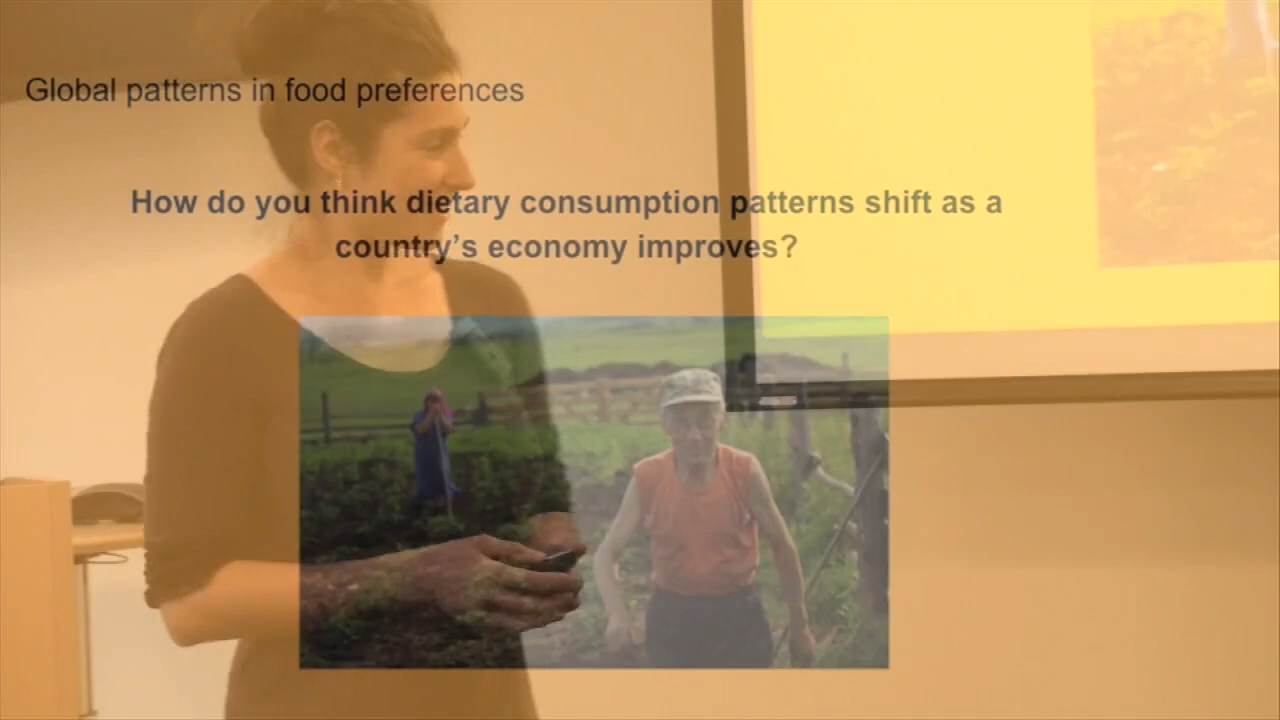 Global patterns in food preferences
How do you think dietary consumption patterns shift as a
country’s economy improves?